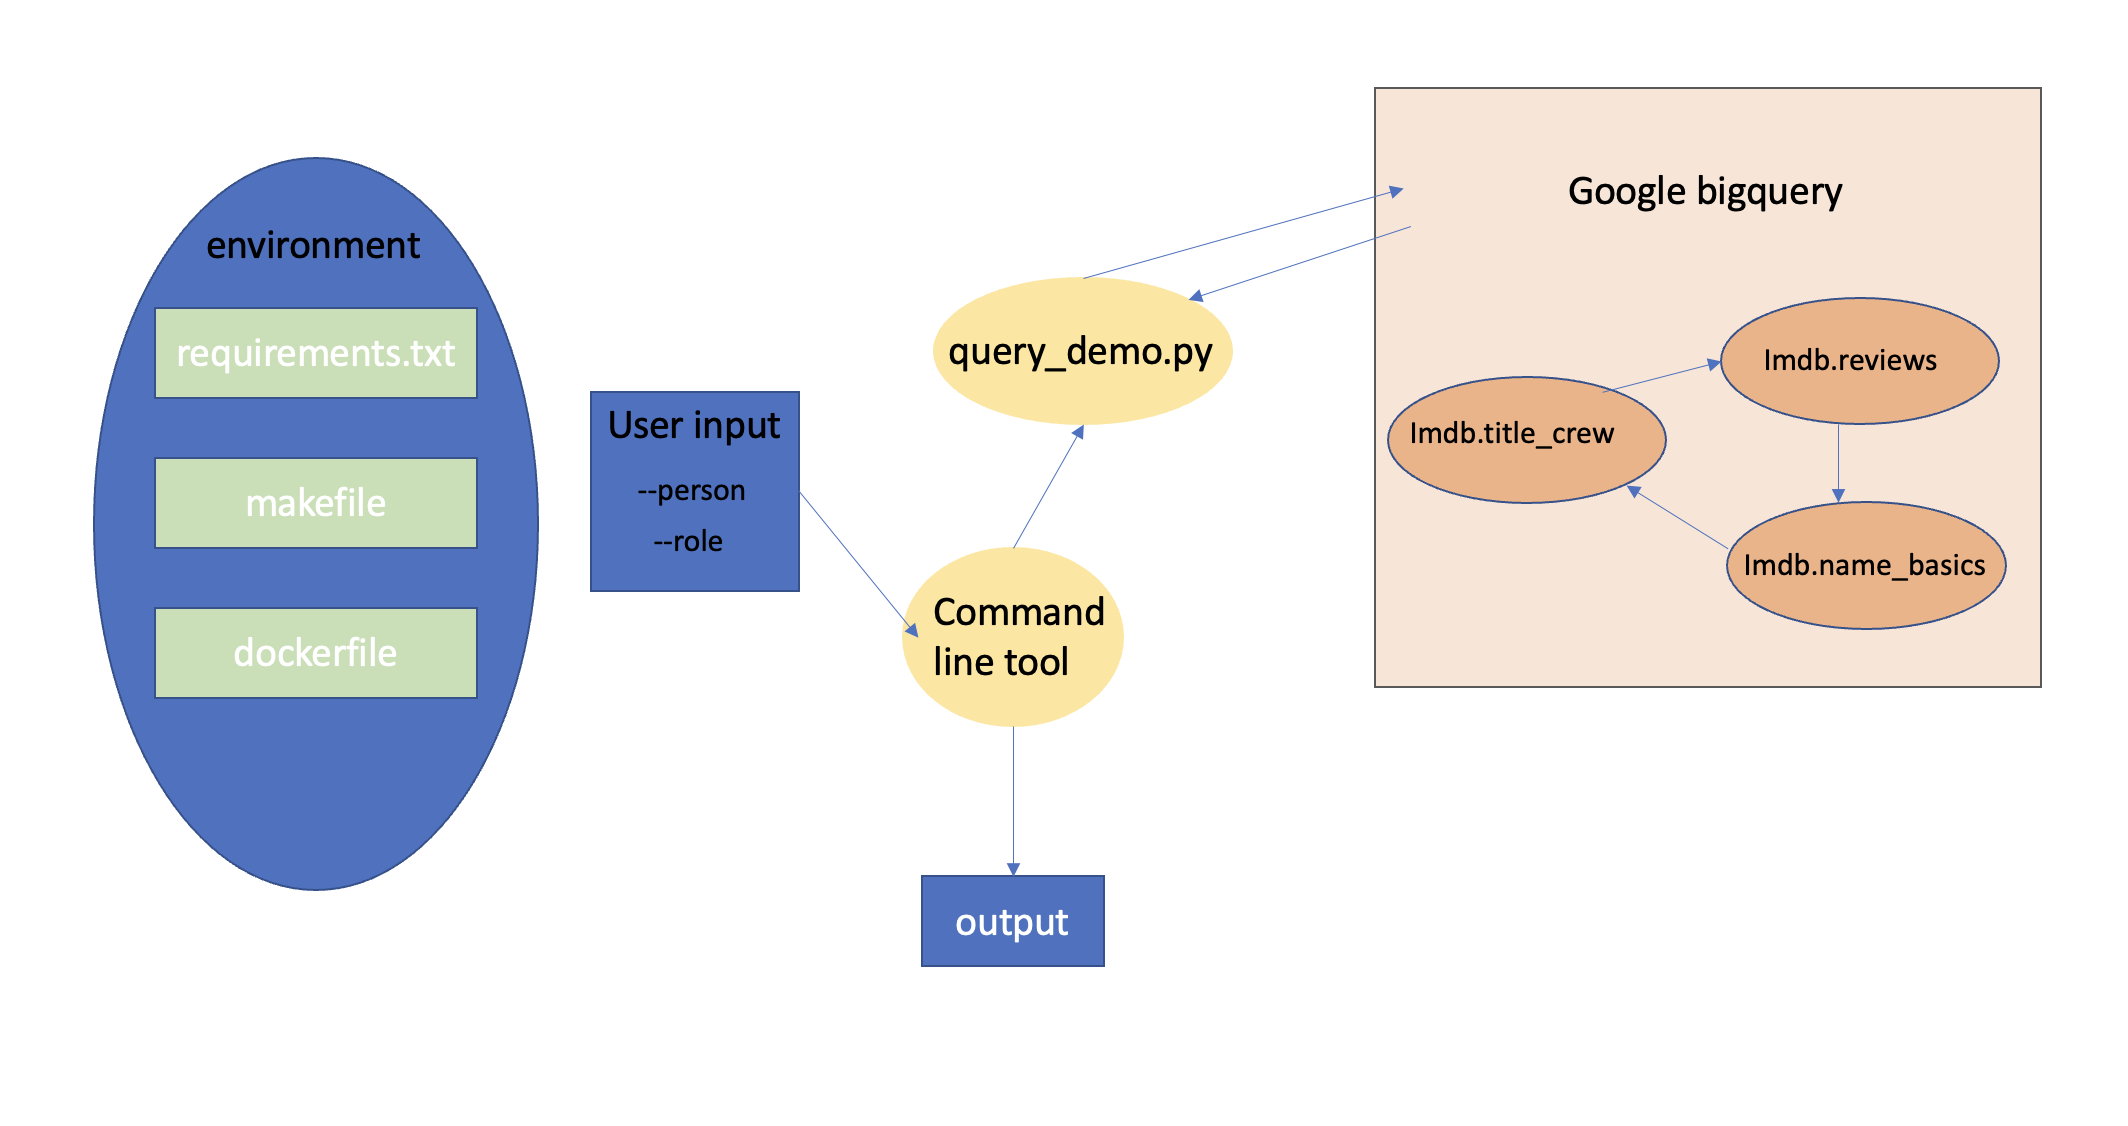 environment
requirements.txt
makefile
dockerfile
User input
--person
--role
query_demo.py
Command
line tool
output
Google bigquery
Imdb.reviews
Imdb.title_crew
Imdb.name_basics